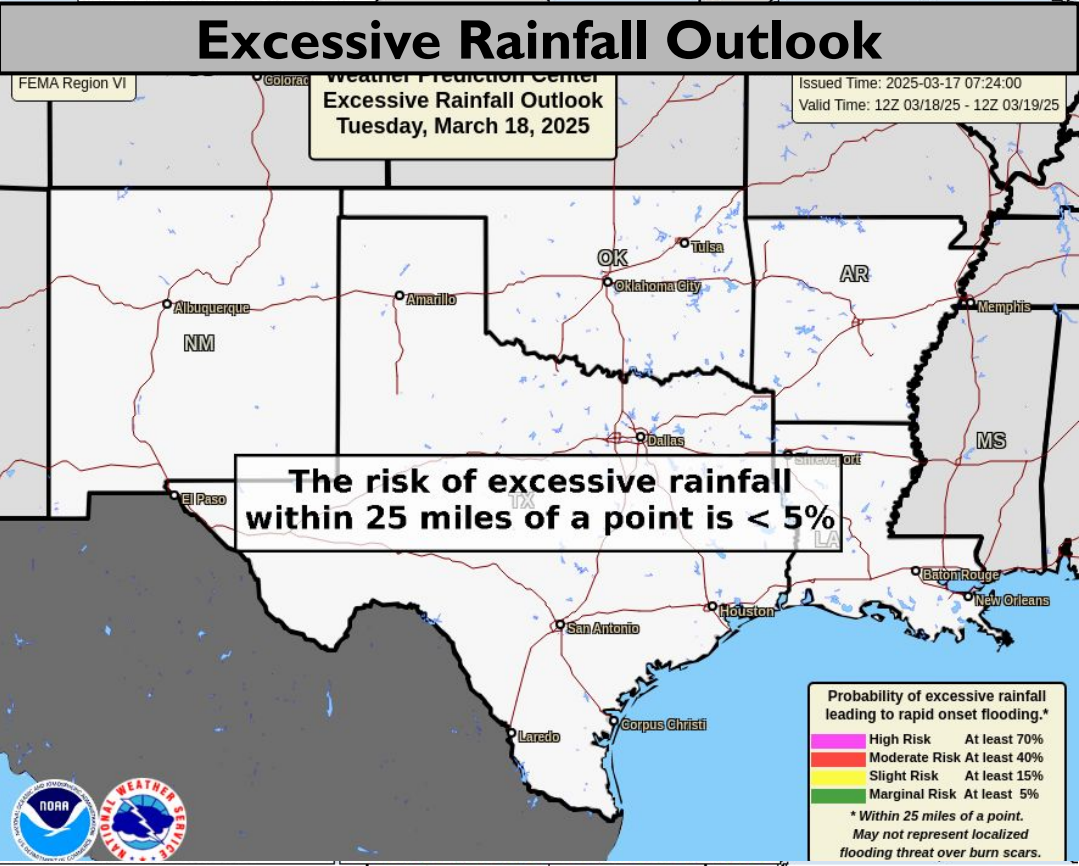 Excessive Rainfall Outlook
FEMA Region VI
Weather Prediction Center
Excessive Rainfall Outlook
Tuesday, March 18, 2025
Issued Time: 2025-03-17 07:24:00
Valid Time: 12Z 03/18/25 - 12Z 03/19/25
Colorad
Tulsa
OK
Oklahoma City
AR
Albuquerque
Amarillo
Memphis
NM
Dallas
MS
Shreveport
The risk of excessive rainfall
within 25 miles of a point is < 5%
TX
El Paso
LA
Baton Rouge
New Orleans
Houston
San Antonio
Corpus Christi
Laredo
Probability of excessive rainfall
leading to rapid onset flooding.*
High Risk At least 70%
Moderate Risk At least 40%
Slight Risk At least 15%
Marginal Risk At least 5%
* Within 25 miles of a point.
May not represent localized
flooding threat over burn scars.
NOAA
NATIONAL WEATHER SERVICE